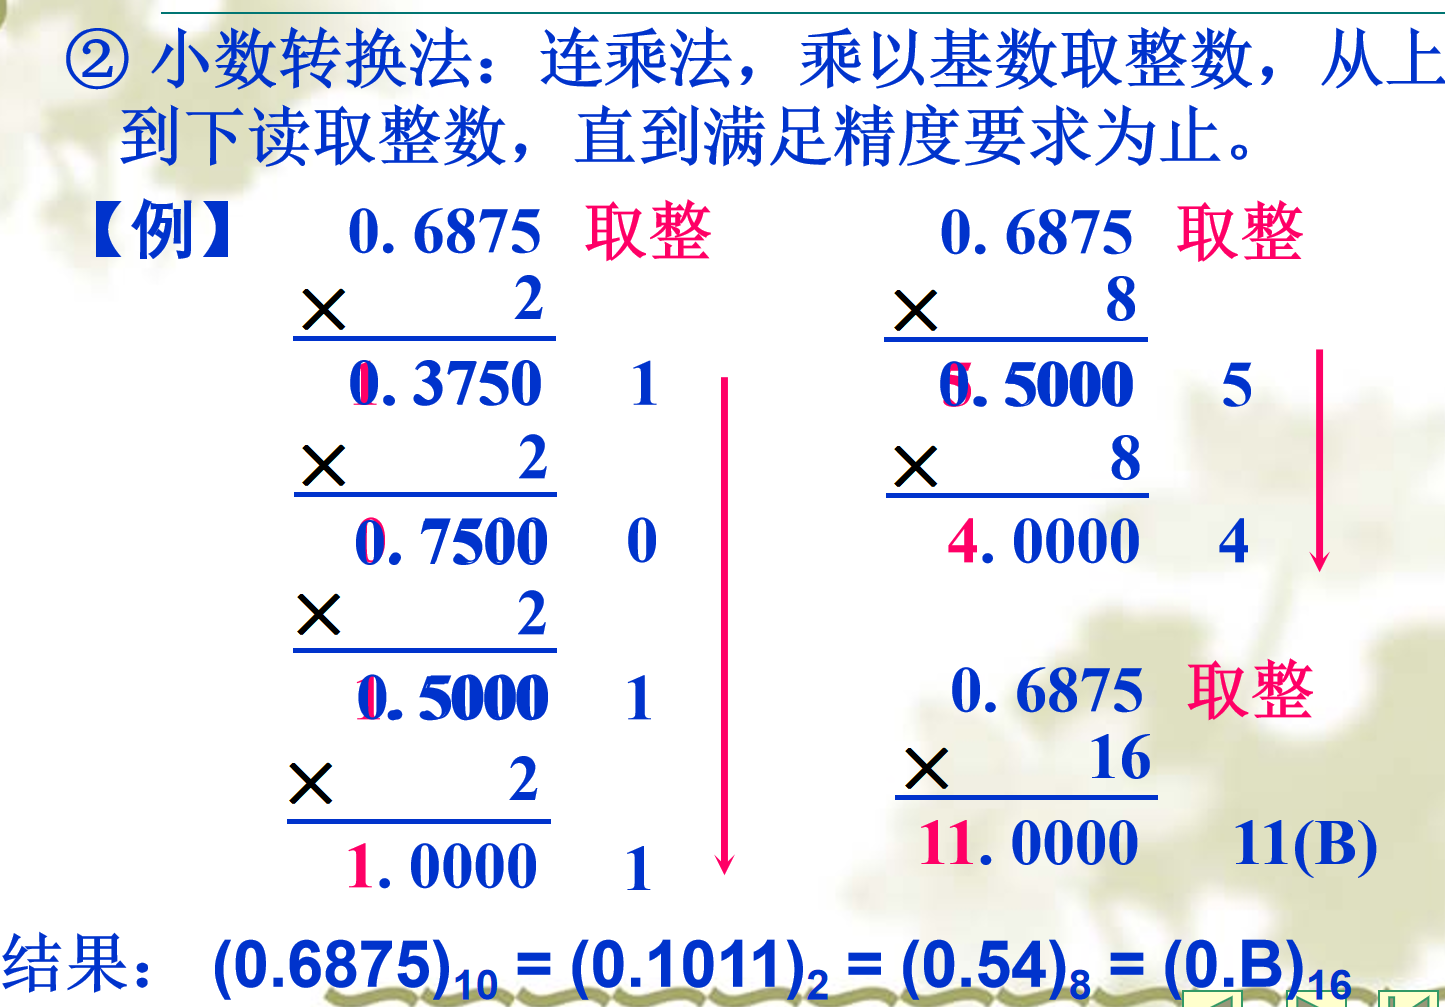 ② 小数转换法：连乘法，乘以基数取整数，从上
到下读取整数，直到满足精度要求为止。
【例】 0.6875 取整
× 2
0.3750 1
× 2
0.7500 0
× 2
0.5000 1
× 2
1.0000 1
0.6875 取整
× 8
0.5000 5
× 8
4.0000 4
0.6875 取整
× 16
11.0000 11(B)
结果： (0.6875)₁₀ = (0.1011)₂ = (0.54)₈ = (0.B)₁₆